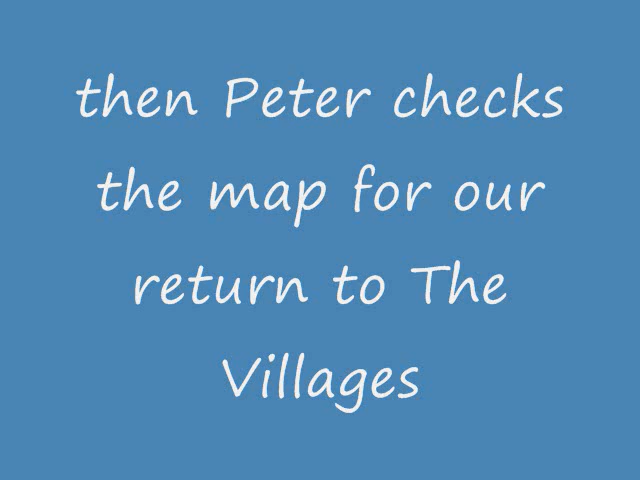 then Peter checks
the map for our
return to The
Villages